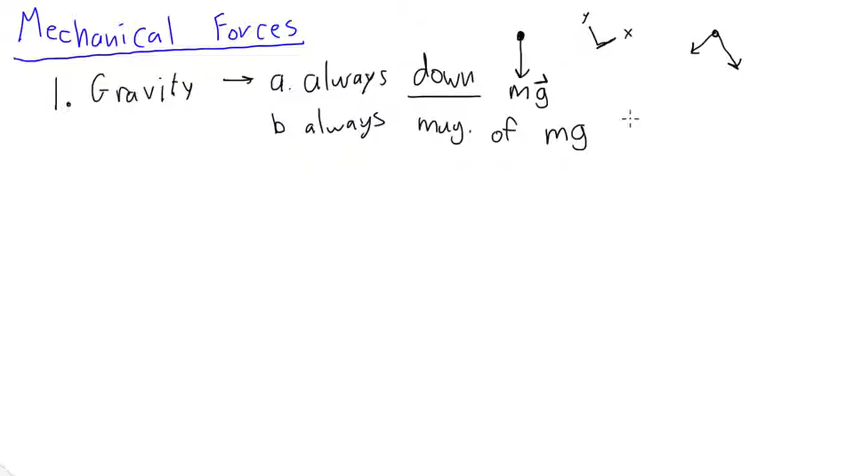 Mechanical Forces
1. Gravity → a. always down mg⃗
b always mag. of mg
y
x